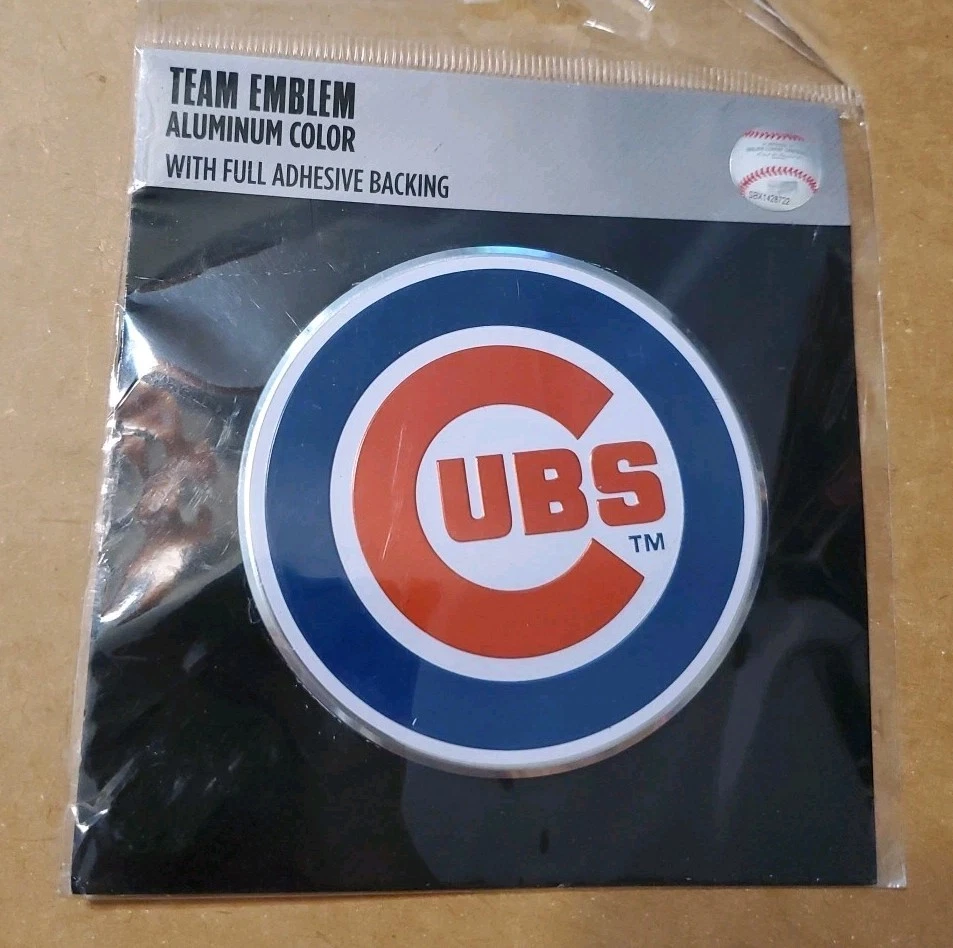 TEAM EMBLEM
ALUMINUM COLOR
WITH FULL ADHESIVE BACKING
CUBS
TM